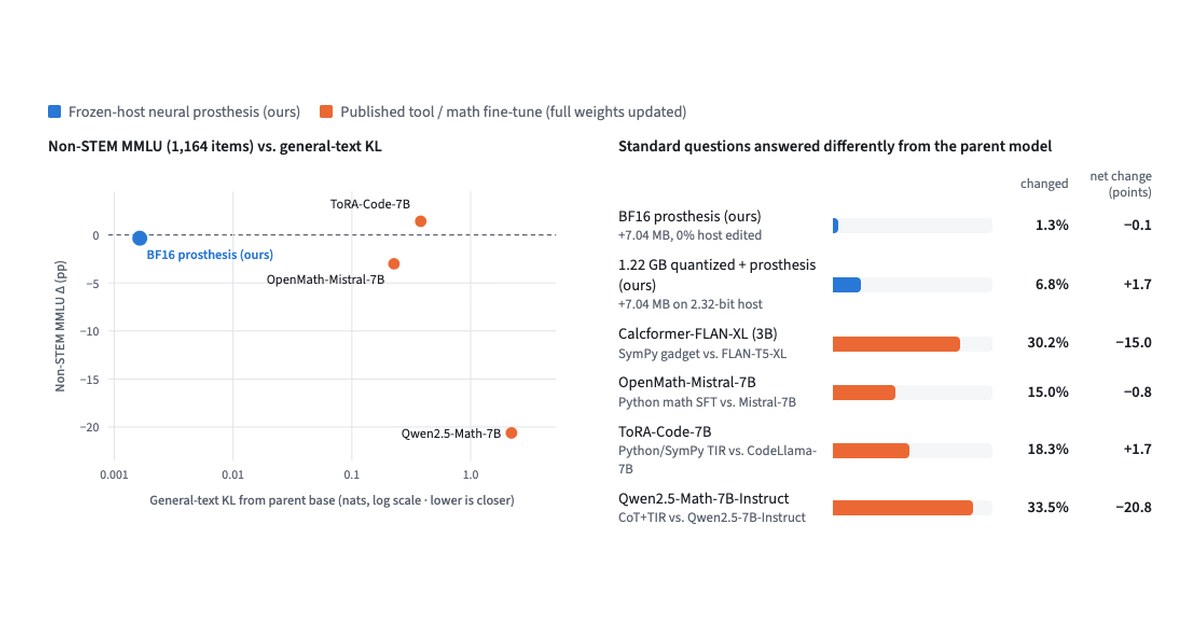 Frozen-host neural prosthesis (ours)
Published tool / math fine-tune (full weights updated)
Non-STEM MMLU (1,164 items) vs. general-text KL
Non-STEM MMLU Δ (pp)
0
−5
−10
−15
−20
ToRA-Code-7B
BF16 prosthesis (ours)
OpenMath-Mistral-7B
Qwen2.5-Math-7B
0.001
0.01
0.1
1.0
General-text KL from parent base (nats, log scale · lower is closer)
Standard questions answered differently from the parent model
changed
net change
(points)
BF16 prosthesis (ours)
+7.04 MB, 0% host edited
1.3%
−0.1
1.22 GB quantized + prosthesis
(ours)
+7.04 MB on 2.32-bit host
6.8%
+1.7
Calcformer-FLAN-XL (3B)
SymPy gadget vs. FLAN-T5-XL
30.2%
−15.0
OpenMath-Mistral-7B
Python math SFT vs. Mistral-7B
15.0%
−0.8
ToRA-Code-7B
Python/SymPy TIR vs. CodeLlama-
7B
18.3%
+1.7
Qwen2.5-Math-7B-Instruct
CoT+TIR vs. Qwen2.5-7B-Instruct
33.5%
−20.8